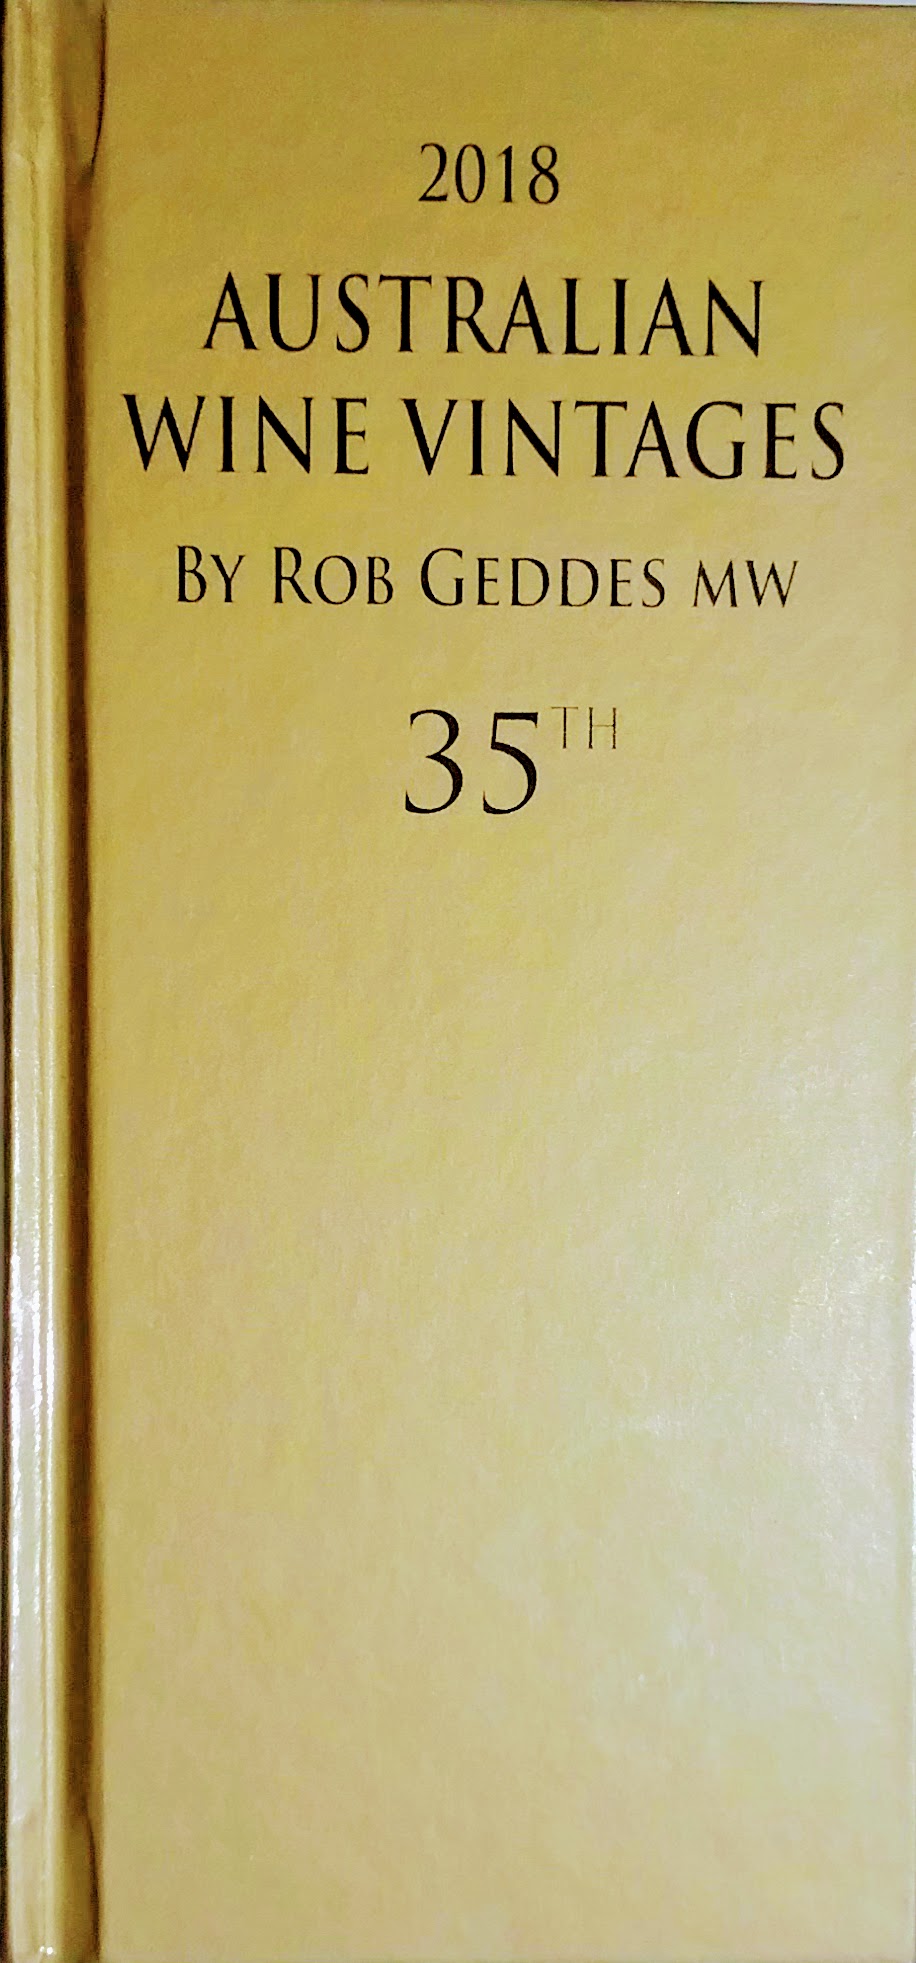 2018
AUSTRALIAN
WINE VINTAGES
BY ROB GEDDES MW
35TH